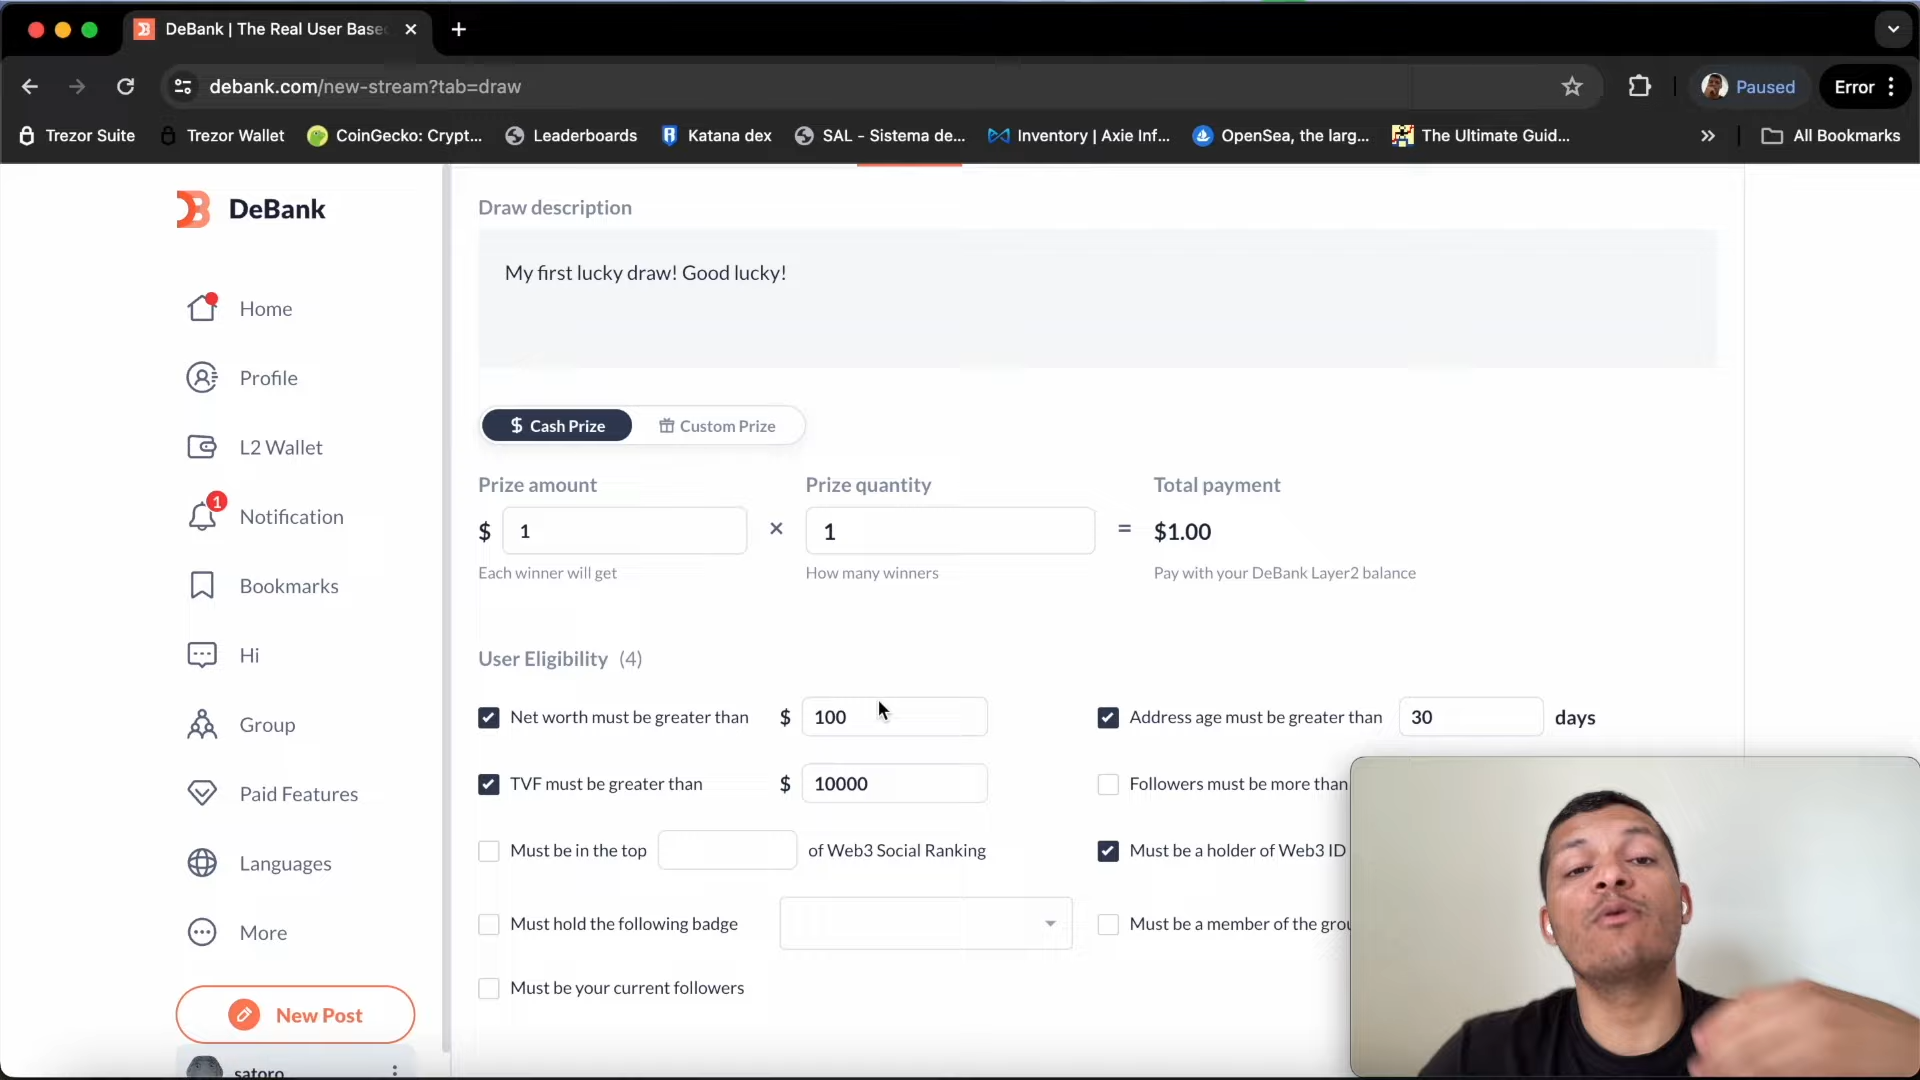 DeBank | The Real User Base
debank.com/new-stream?tab=draw
Paused
Error
Trezor Suite
Trezor Wallet
CoinGecko: Crypt...
Leaderboards
Katana dex
SAL - Sistema de...
Inventory | Axie Inf...
OpenSea, the larg...
The Ultimate Guid...
All Bookmarks
DeBank
Home
Profile
L2 Wallet
1
Notification
Bookmarks
Hi
Group
Paid Features
Languages
More
New Post
satoro
Draw description
My first lucky draw! Good lucky!
$ Cash Prize
Custom Prize
Prize amount
Prize quantity
Total payment
$ 1 × 1 = $1.00
Each winner will get
How many winners
Pay with your DeBank Layer2 balance
User Eligibility (4)
Net worth must be greater than $ 100
Address age must be greater than 30 days
TVF must be greater than $ 10000
Followers must be more than
Must be in the top of Web3 Social Ranking
Must be a holder of Web3 ID
Must hold the following badge
Must be a member of the grou
Must be your current followers